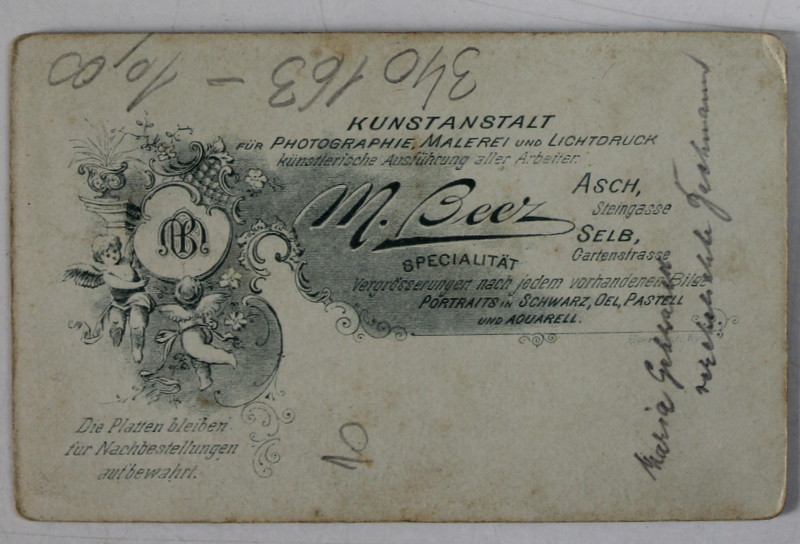 340 163 – 10,00
KUNSTANSTALT
FÜR PHOTOGRAPHIE, MALEREI UND LICHTDRUCK
künstlerische Ausführung aller Arbeiten
M. Beer
ASCH,
Steingasse
SELB,
Gartenstrasse
SPECIALITÄT
Vergrösserungen nach jedem vorhandenen Bilde
PORTRAITS IN SCHWARZ, OEL, PASTELL
UND AQUARELL.
Die Platten bleiben
für Nachbestellungen
aufbewahrt.
10
Maria
verehelichte